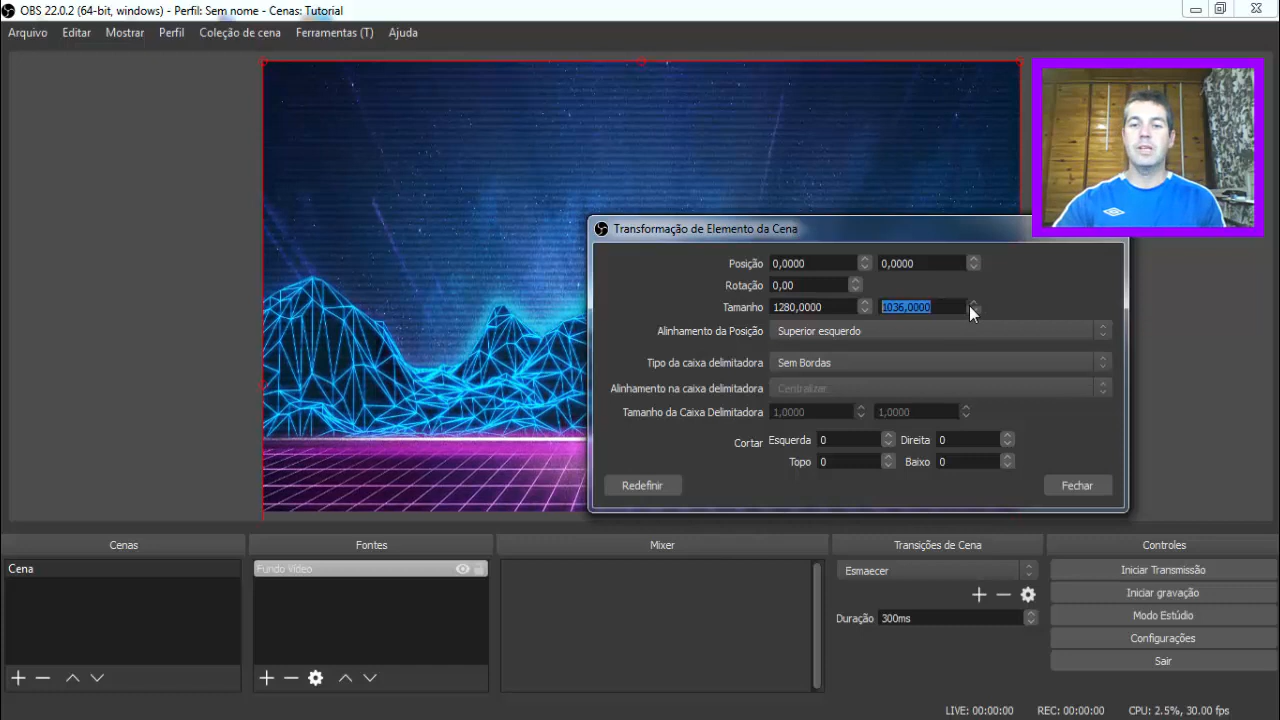 OBS 22.0.2 (64-bit, windows) - Perfil: Sem nome - Cenas: Tutorial
Arquivo Editar Mostrar Perfil Coleção de cena Ferramentas (T) Ajuda
Transformação de Elemento da Cena
Posição 0,0000 0,0000
Rotação 0,00
Tamanho 1280,0000 1036,0000
Alinhamento da Posição Superior esquerdo
Tipo da caixa delimitadora Sem Bordas
Alinhamento na caixa delimitadora Centralizar
Tamanho da Caixa Delimitadora 1,0000 1,0000
Cortar Esquerda 0 Direita 0
Topo 0 Baixo 0
Redefinir Fechar
Cenas Fontes Mixer Transições de Cena Controles
Cena Fundo Vídeo Esmaecer Iniciar Transmissão
Iniciar gravação
Duração 300ms Modo Estúdio
Configurações
Sair
LIVE: 00:00:00 REC: 00:00:00 CPU: 2.5%, 30.00 fps